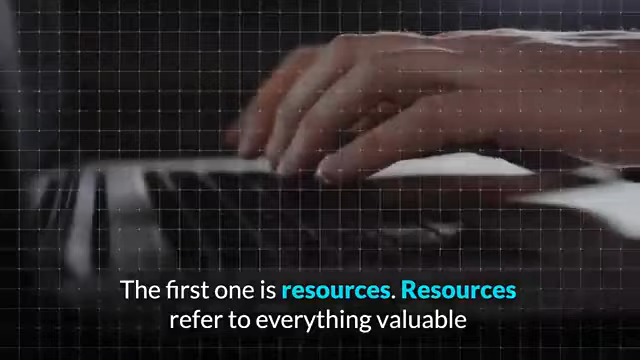 The first one is resources. Resources
refer to everything valuable